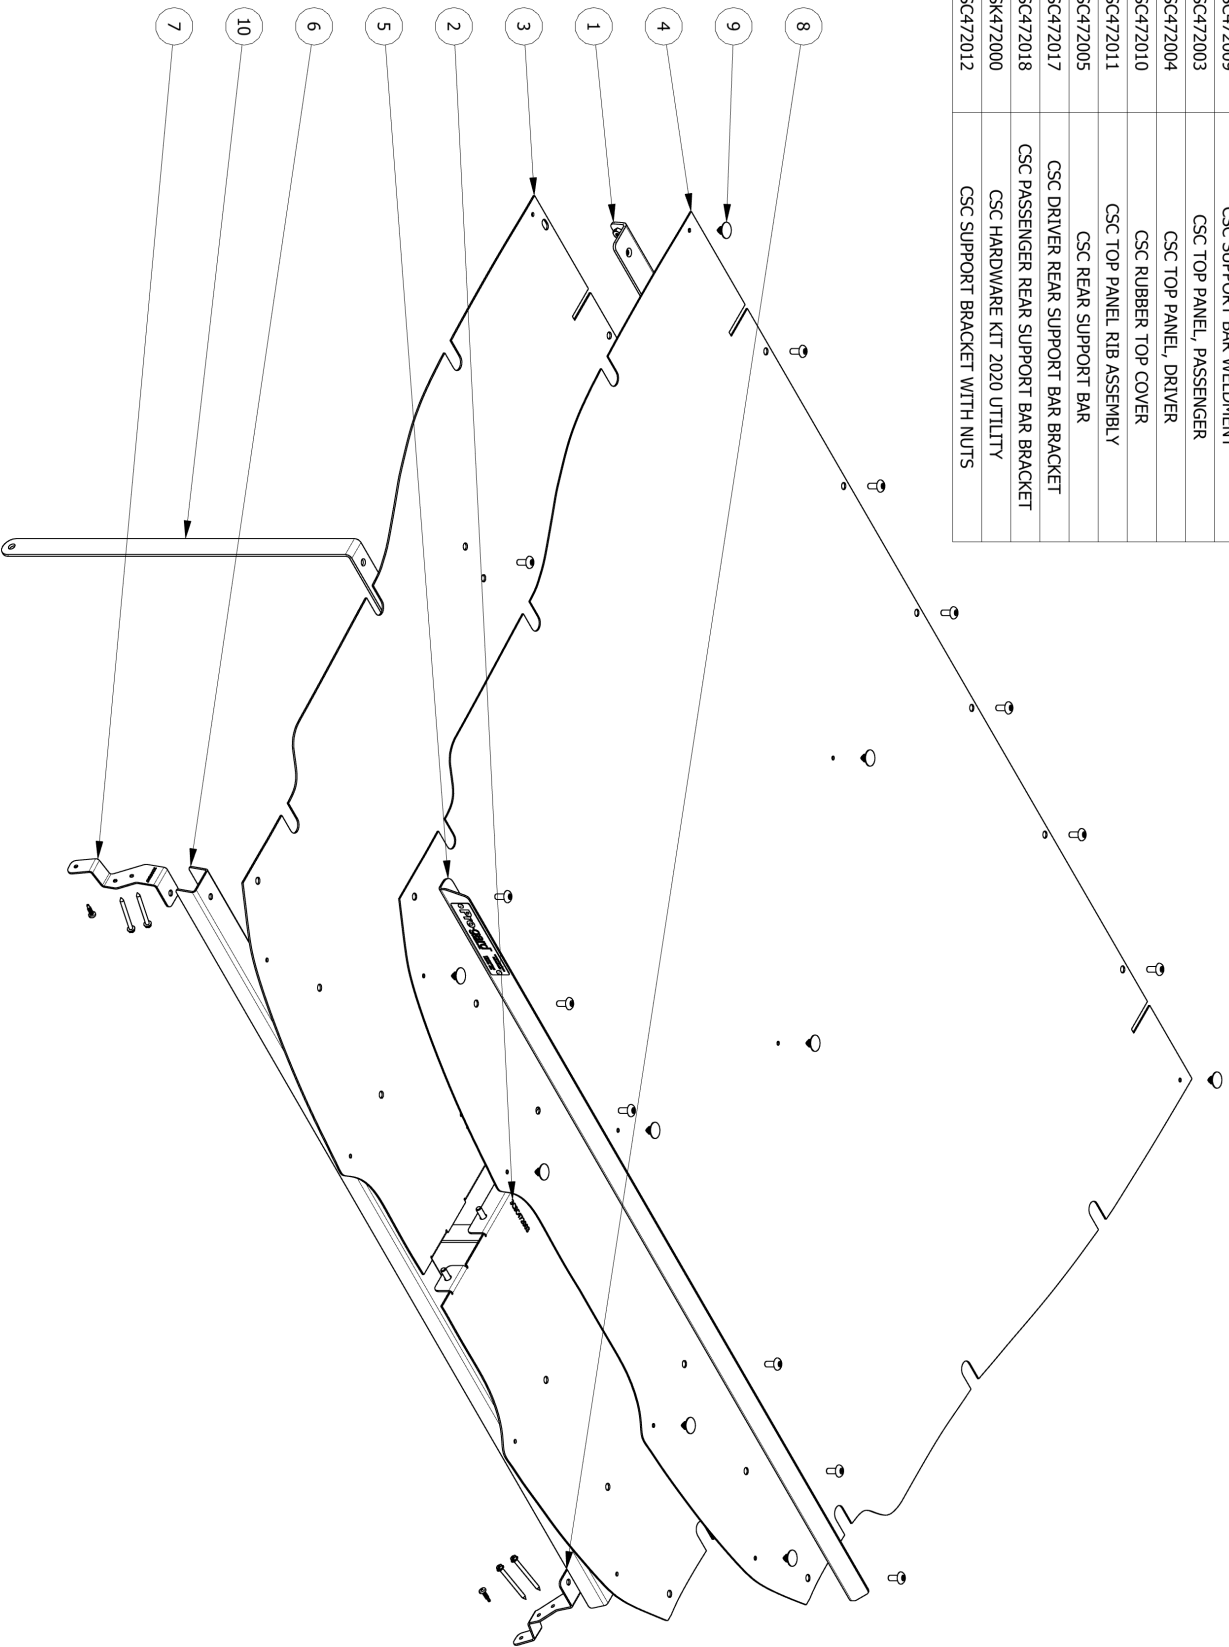 CSC SUPPORT BAR WELDMENT
SC472003 CSC TOP PANEL, PASSENGER
SC472004 CSC TOP PANEL, DRIVER
SC472010 CSC RUBBER TOP COVER
SC472011 CSC TOP PANEL RIB ASSEMBLY
SC472005 CSC REAR SUPPORT BAR
SC472017 CSC DRIVER REAR SUPPORT BAR BRACKET
SC472018 CSC PASSENGER REAR SUPPORT BAR BRACKET
SK472000 CSC HARDWARE KIT 2020 UTILITY
SC472012 CSC SUPPORT BRACKET WITH NUTS
8
9
4
1
3
2
5
6
10
7
Pro-gard